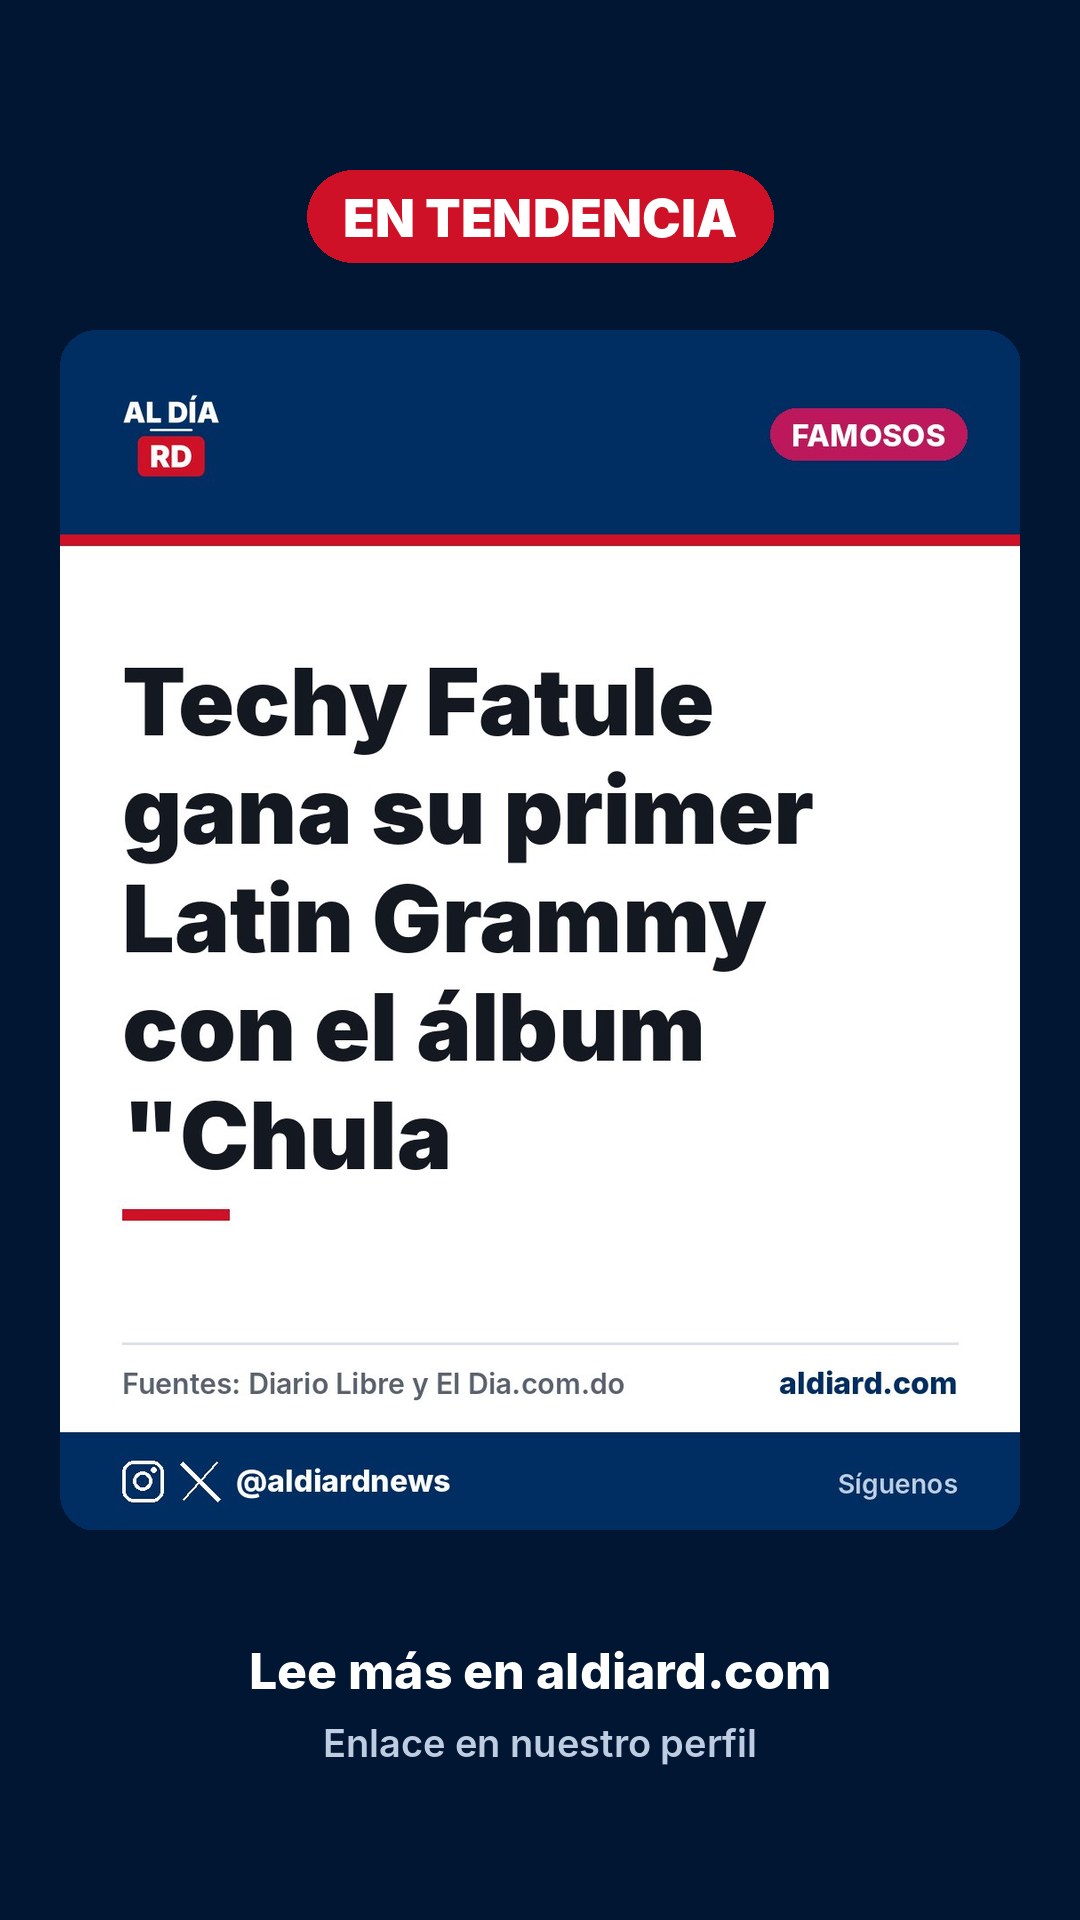 EN TENDENCIA
AL DÍA
RD
FAMOSOS
Techy Fatule
gana su primer
Latin Grammy
con el álbum
"Chula
Fuentes: Diario Libre y El Dia.com.do
aldiard.com
@aldiardnews
Síguenos
Lee más en aldiard.com
Enlace en nuestro perfil